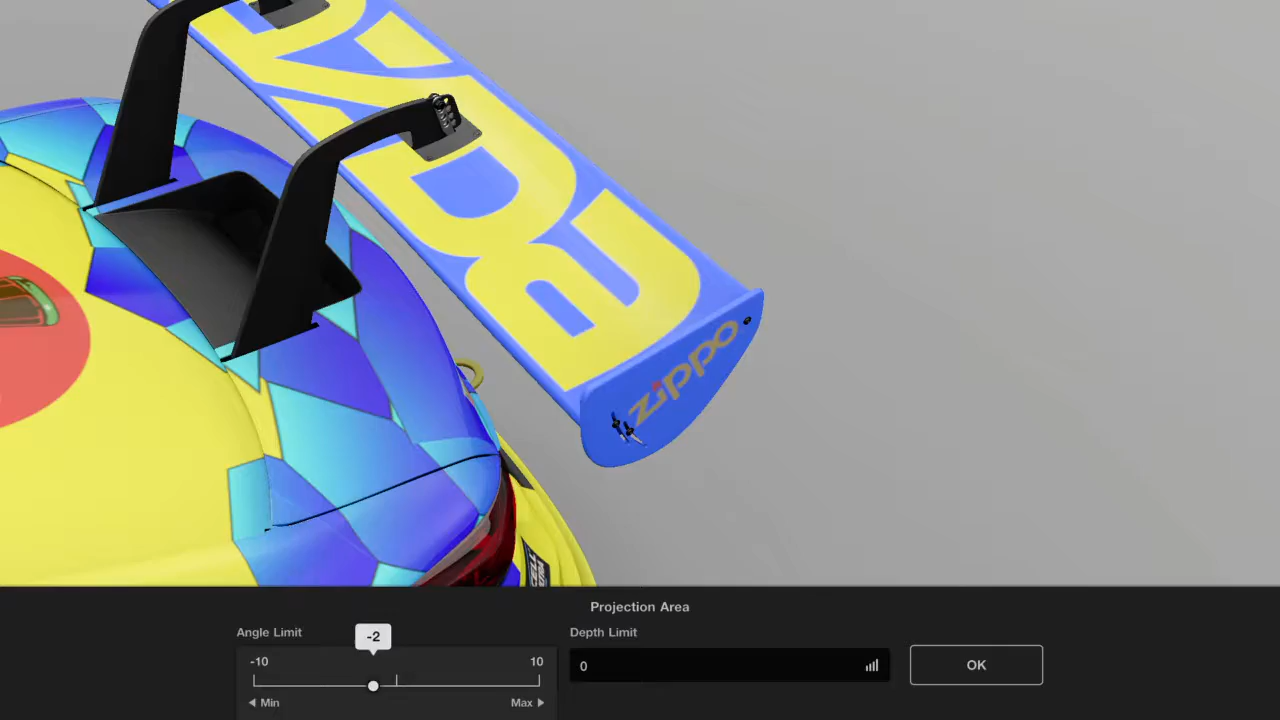 zippo
Projection Area
Angle Limit
Depth Limit
-2
-10
10
0
OK
Min
Max